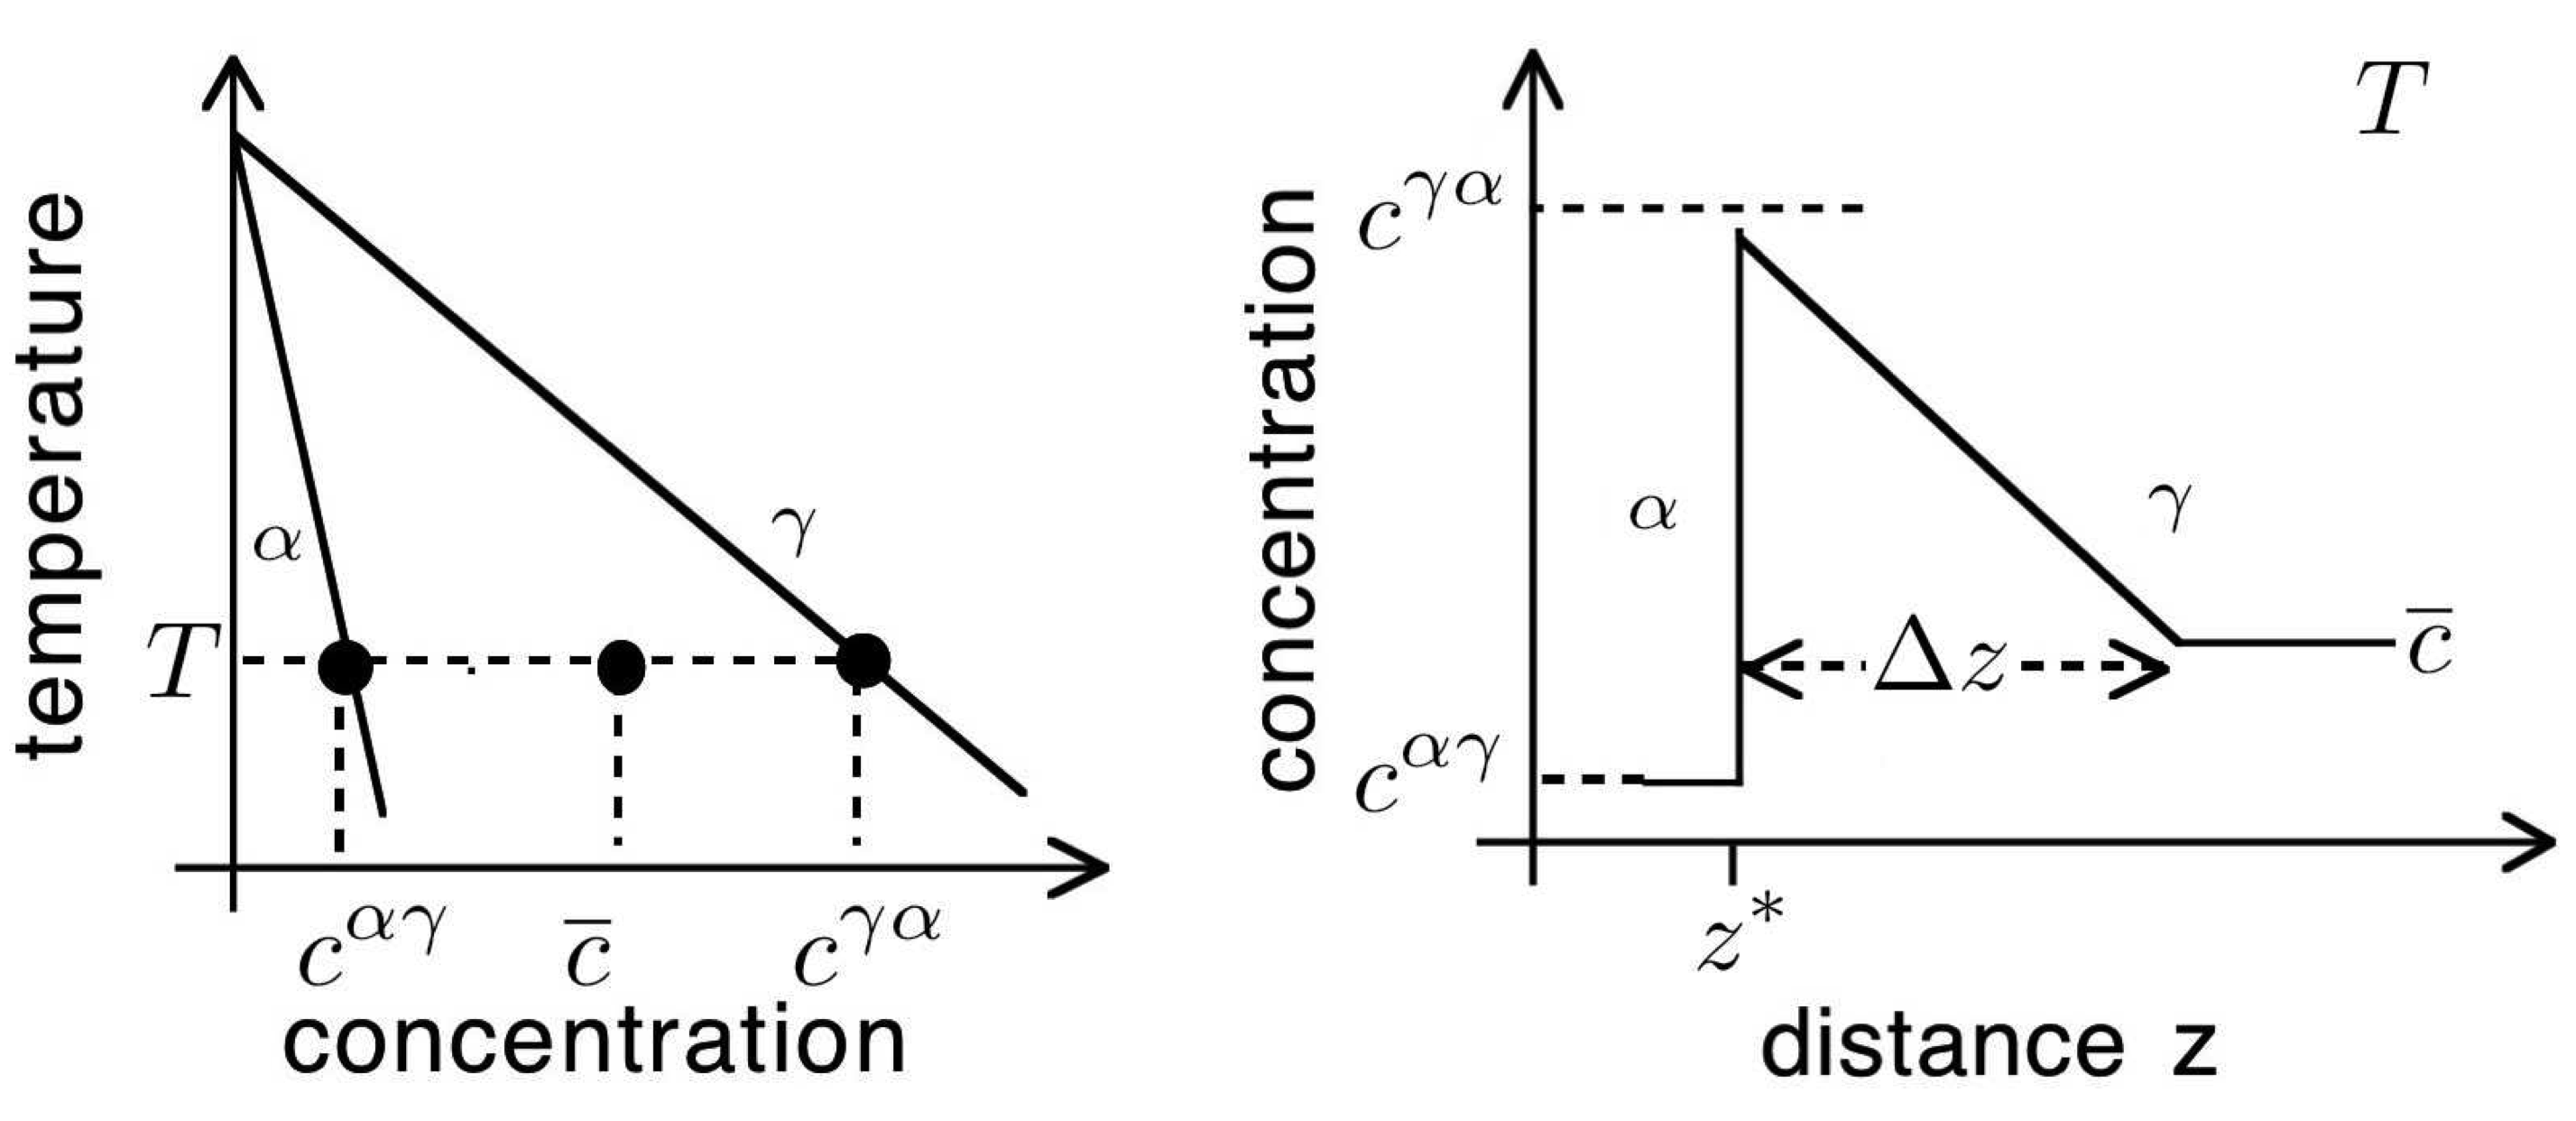 temperature
α
γ
T
c^{αγ}
c̅
c^{γα}
concentration
T
concentration
c^{γα}
α
γ
Δz
c̅
c^{αγ}
z*
distance z